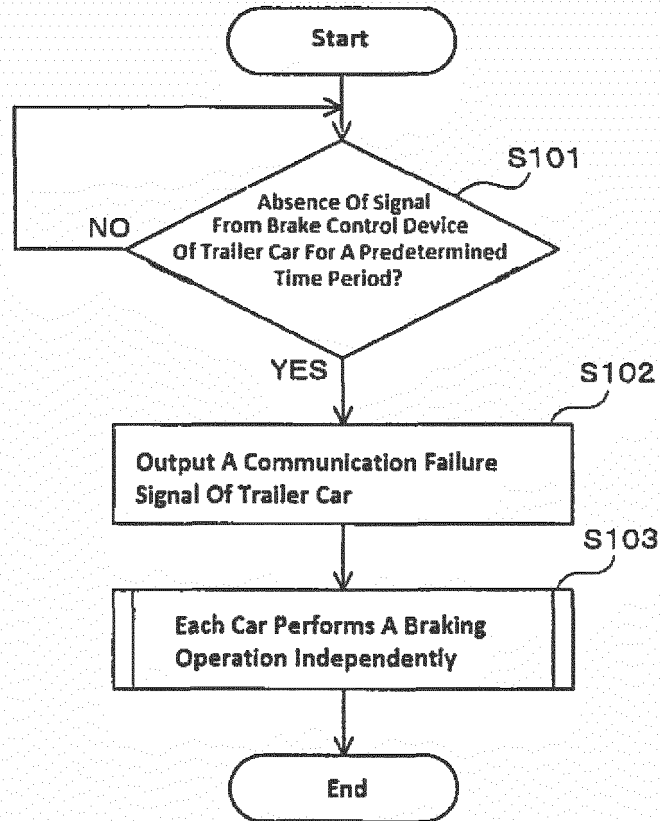 Start
S101
Absence Of Signal
From Brake Control Device
Of Trailer Car For A Predetermined
Time Period?
NO
YES
S102
Output A Communication Failure
Signal Of Trailer Car
S103
Each Car Performs A Braking
Operation Independently
End